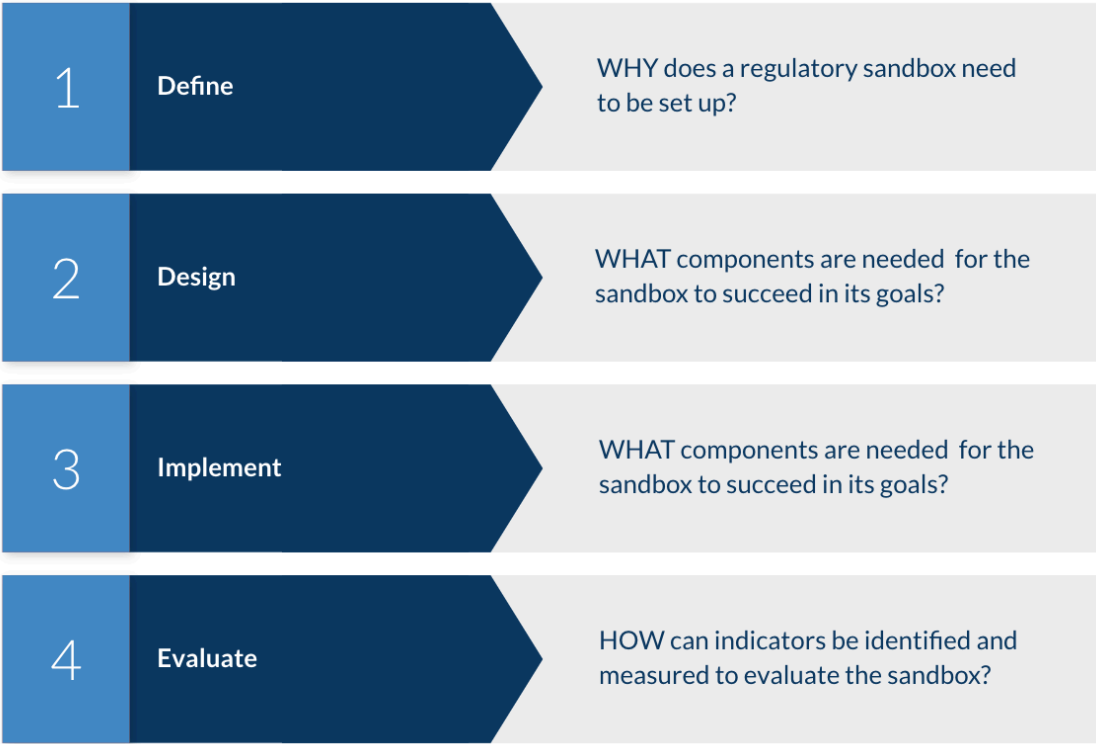 1
Define
WHY does a regulatory sandbox need
to be set up?
2
Design
WHAT components are needed  for the
sandbox to succeed in its goals?
3
Implement
WHAT components are needed  for the
sandbox to succeed in its goals?
4
Evaluate
HOW can indicators be identified and
measured to evaluate the sandbox?